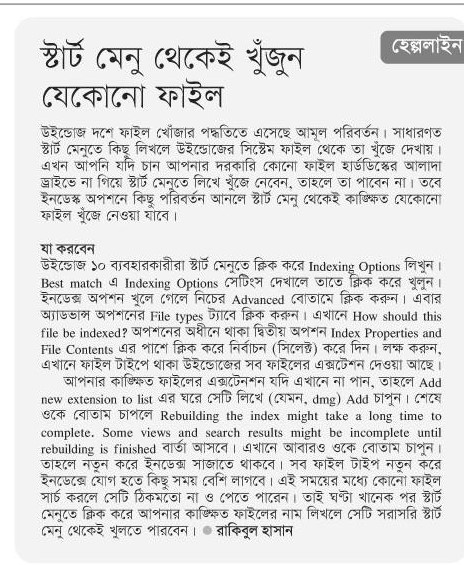 হেল্পলাইন
স্টার্ট মেনু থেকেই খুঁজুন
যেকোনো ফাইল
উইন্ডোজ দশে ফাইল খোঁজার পদ্ধতিতে এসেছে আমূল পরিবর্তন। সাধারণত
স্টার্ট মেনুতে কিছু লিখলে উইন্ডোজের সিস্টেম ফাইল থেকে তা খুঁজে দেখায়।
এখন আপনি যদি চান আপনার দরকারি কোনো ফাইল হার্ডডিস্কের আলাদা
ড্রাইভে না গিয়ে স্টার্ট মেনুতে লিখে খুঁজে নেবেন, তাহলে তা পাবেন না। তবে
ইনডেক্স অপশনে কিছু পরিবর্তন আনলে স্টার্ট মেনু থেকেই কাঙ্ক্ষিত যেকোনো
ফাইল খুঁজে নেওয়া যাবে।
যা করবেন
উইন্ডোজ ১০ ব্যবহারকারীরা স্টার্ট মেনুতে ক্লিক করে Indexing Options লিখুন।
Best match এ Indexing Options সেটিংস দেখালে তাতে ক্লিক করে খুলুন।
ইনডেক্স অপশন খুলে গেলে নিচের Advanced বোতামে ক্লিক করুন। এবার
অ্যাডভান্স অপশনের File types ট্যাবে ক্লিক করুন। এখানে How should this
file be indexed? অপশনের অধীনে থাকা দ্বিতীয় অপশন Index Properties and
File Contents এর পাশে ক্লিক করে নির্বাচন (সিলেক্ট) করে দিন। লক্ষ করুন,
এখানে ফাইল টাইপে থাকা উইন্ডোজের সব ফাইলের এক্সটেশন দেওয়া আছে।
আপনার কাঙ্ক্ষিত ফাইলের এক্সটেনশন যদি এখানে না পান, তাহলে Add
new extension to list এর ঘরে সেটি লিখে (যেমন, dmg) Add চাপুন। শেষে
ওকে বোতাম চাপলে Rebuilding the index might take a long time to
complete. Some views and search results might be incomplete until
rebuilding is finished বার্তা আসবে। এখানে আবারও ওকে বোতাম চাপুন।
তাহলে নতুন করে ইনডেক্স সাজাতে থাকবে। সব ফাইল টাইপ নতুন করে
ইনডেক্সে যোগ হতে কিছু সময় বেশি লাগবে। এই সময়ের মধ্যে কোনো ফাইল
সার্চ করলে সেটি ঠিকমতো না ও পেতে পারেন। তাই ঘণ্টা খানেক পর স্টার্ট
মেনুতে ক্লিক করে আপনার কাঙ্ক্ষিত ফাইলের নাম লিখলে সেটি সরাসরি স্টার্ট
মেনু থেকেই খুলতে পারবেন। ● রাকিবুল হাসান